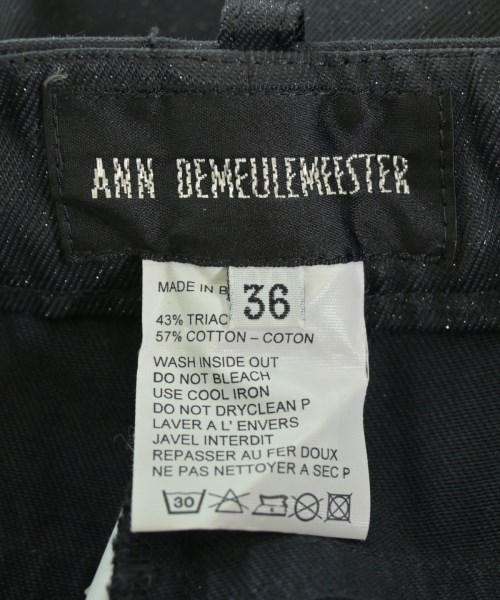 ANN DEMEULEMEESTER
MADE IN B
36
43% TRIAC
57% COTTON – COTON
WASH INSIDE OUT
DO NOT BLEACH
USE COOL IRON
DO NOT DRYCLEAN P
LAVER A L' ENVERS
JAVEL INTERDIT
REPASSER AU FER DOUX
NE PAS NETTOYER A SEC P
30